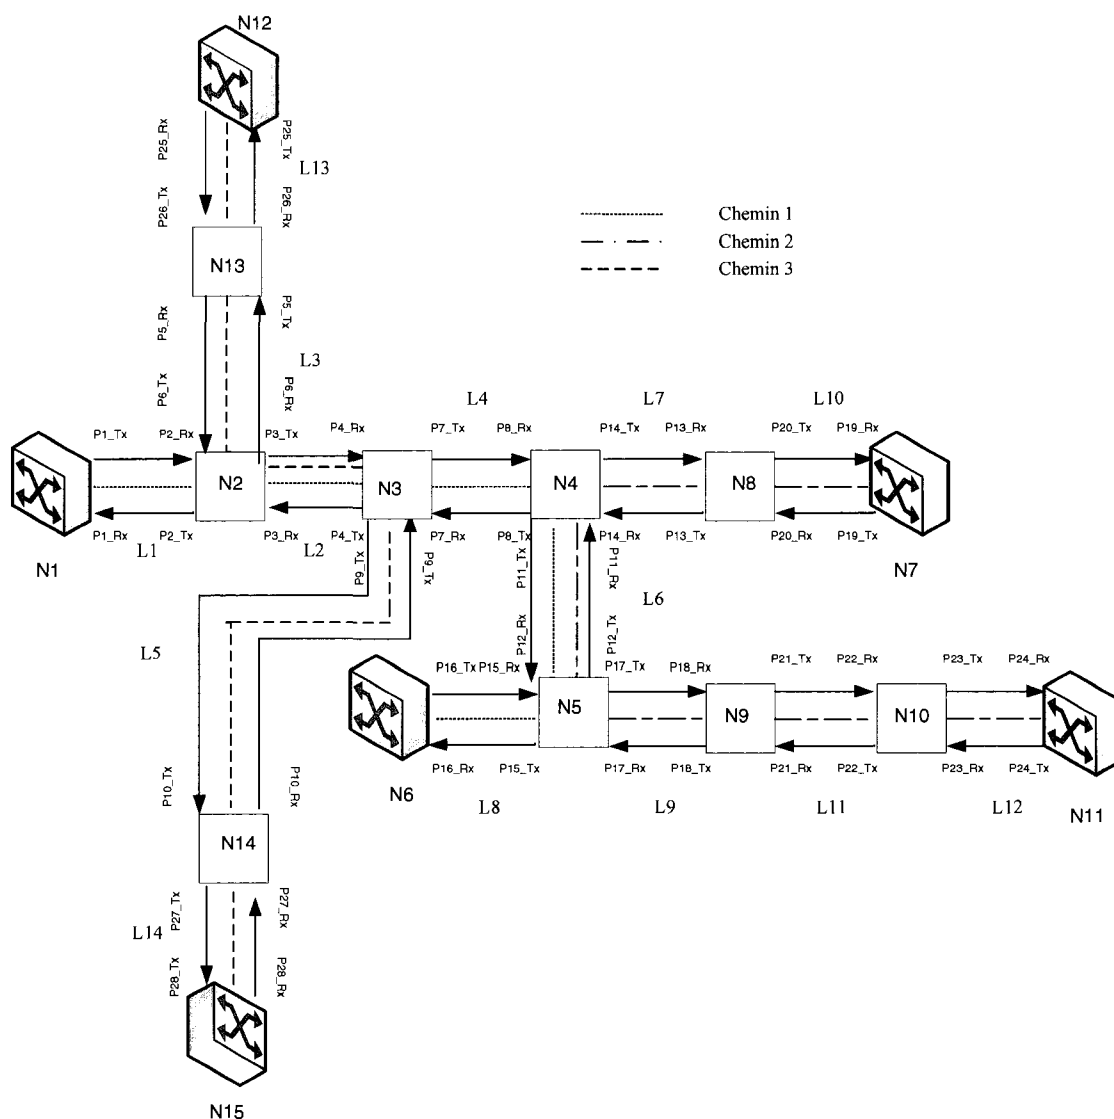 N12
P25_Rx
P25_Tx
L13
P26_Tx
P26_Rx
Chemin 1
Chemin 2
Chemin 3
N13
P5_Rx
P5_Tx
L3
P6_Tx
P6_Rx
L4
L7
L10
P1_Tx
P2_Rx
P3_Tx
P4_Rx
P7_Tx
P8_Rx
P14_Tx
P13_Rx
P20_Tx
P19_Rx
N2
N3
N4
N8
P1_Rx
P2_Tx
P3_Rx
P4_Tx
P7_Rx
P8_Tx
P14_Rx
P13_Tx
P20_Rx
P19_Tx
L1
L2
N1
N7
P9_Tx
P9_Tx
P11_Tx
P11_Rx
L6
P12_Rx
P12_Tx
L5
P16_Tx
P15_Rx
P17_Tx
P18_Rx
P21_Tx
P22_Rx
P23_Tx
P24_Rx
N5
N9
N10
P16_Rx
P15_Tx
P17_Rx
P18_Tx
P21_Rx
P22_Tx
P23_Rx
P24_Tx
N6
L8
L9
L11
L12
N11
P10_Tx
P10_Rx
N14
P27_Tx
P27_Rx
L14
P28_Tx
P28_Rx
N15